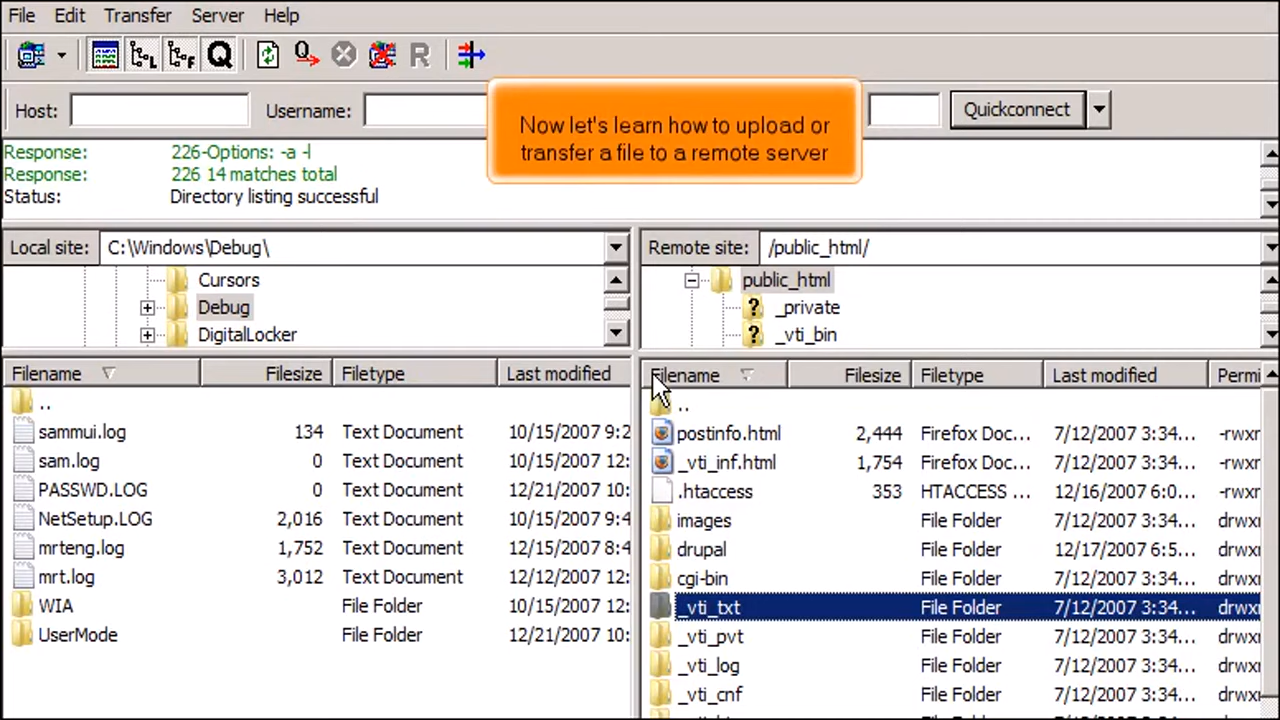 File Edit Transfer Server Help
Host: Username: Quickconnect
Now let's learn how to upload or
transfer a file to a remote server
Response: 226-Options: -a -l
Response: 226 14 matches total
Status: Directory listing successful
Local site: C:\Windows\Debug\
Cursors
Debug
DigitalLocker
Filename Filesize Filetype Last modified
..
sammui.log 134 Text Document 10/15/2007 9:2
sam.log 0 Text Document 10/15/2007 12:
PASSWD.LOG 0 Text Document 12/21/2007 10:
NetSetup.LOG 2,016 Text Document 10/15/2007 9:4
mrteng.log 1,752 Text Document 12/15/2007 8:4
mrt.log 3,012 Text Document 12/12/2007 12:
WIA File Folder 10/15/2007 12:
UserMode File Folder 12/21/2007 10:
Remote site: /public_html/
public_html
_private
_vti_bin
Filename Filesize Filetype Last modified Permi
..
postinfo.html 2,444 Firefox Doc... 7/12/2007 3:34... -rwxr
_vti_inf.html 1,754 Firefox Doc... 7/12/2007 3:34... -rwxr
.htaccess 353 HTACCESS ... 12/16/2007 6:0... -rwxr
images File Folder 7/12/2007 3:34... drwxr
drupal File Folder 12/17/2007 6:5... drwxr
cgi-bin File Folder 7/12/2007 3:34... drwxr
_vti_txt File Folder 7/12/2007 3:34... drwxr
_vti_pvt File Folder 7/12/2007 3:34... drwxr
_vti_log File Folder 7/12/2007 3:34... drwxr
_vti_cnf File Folder 7/12/2007 3:34... drwxr